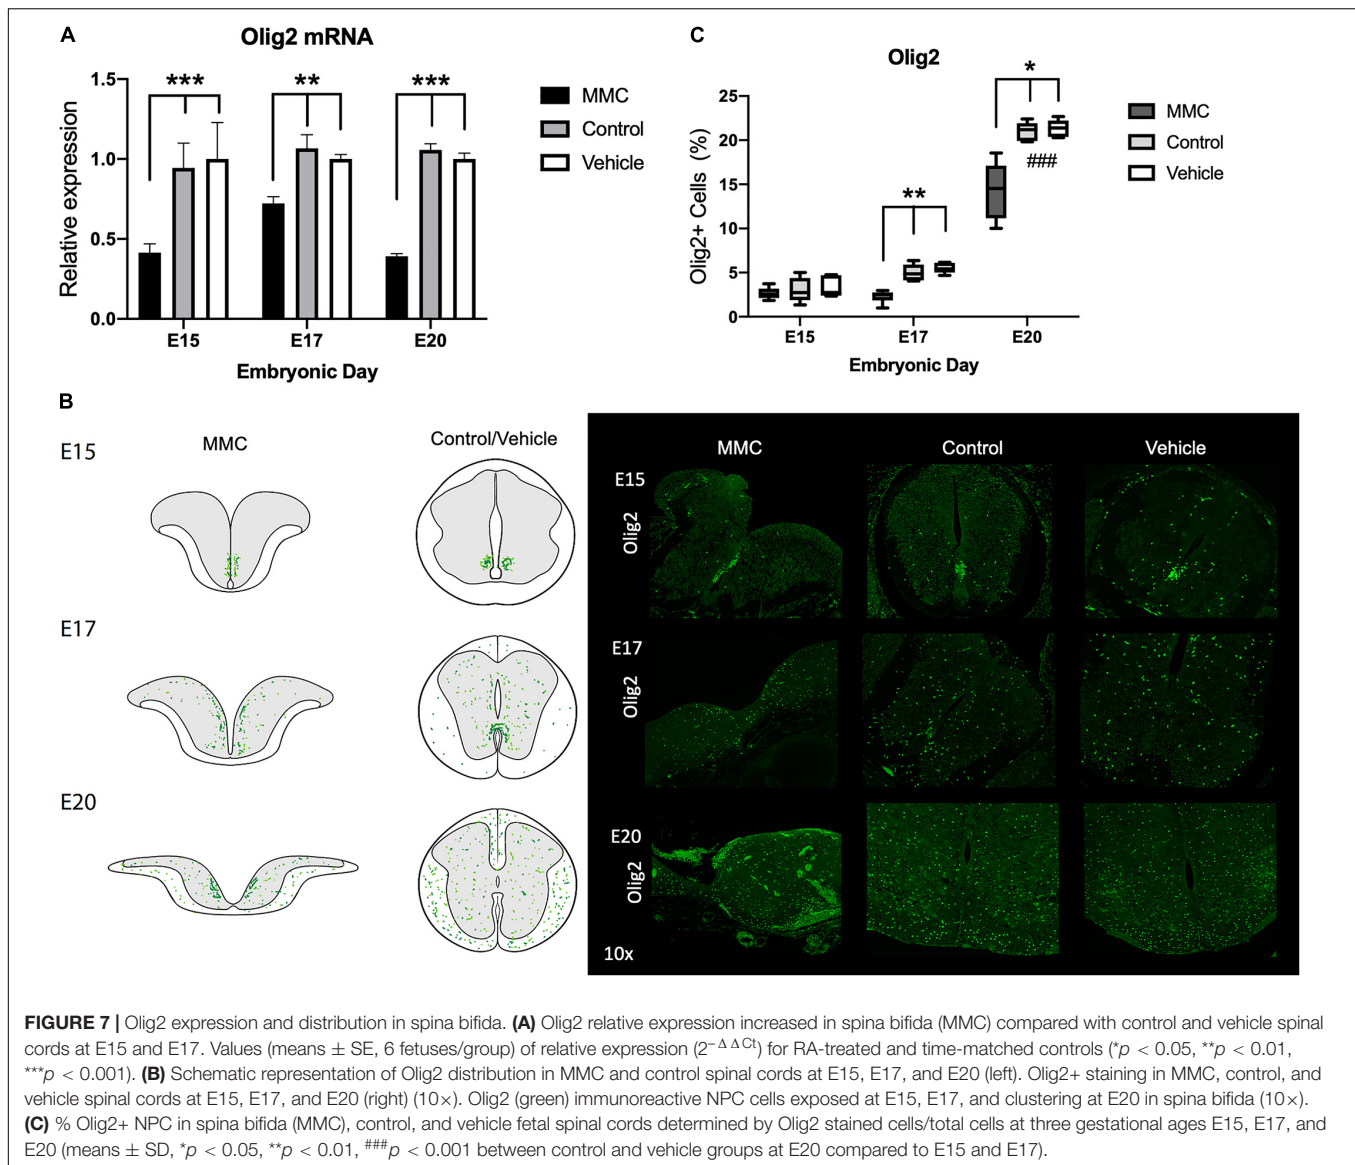 A
Olig2 mRNA
Relative expression
1.5
1.0
0.5
0.0
***
**
***
MMC
Control
Vehicle
E15
E17
E20
Embryonic Day
C
Olig2
Olig2+ Cells (%)
25
20
15
10
5
0
**
*
###
MMC
Control
Vehicle
E15
E17
E20
Embryonic Day
B
E15
MMC
Control/Vehicle
E17
E20
MMC
Control
Vehicle
E15
Olig2
E17
Olig2
E20
Olig2
10x
FIGURE 7 | Olig2 expression and distribution in spina bifida. (A) Olig2 relative expression increased in spina bifida (MMC) compared with control and vehicle spinal
cords at E15 and E17. Values (means ± SE, 6 fetuses/group) of relative expression (2−ΔΔCt) for RA-treated and time-matched controls (*p < 0.05, **p < 0.01,
***p < 0.001). (B) Schematic representation of Olig2 distribution in MMC and control spinal cords at E15, E17, and E20 (left). Olig2+ staining in MMC, control, and
vehicle spinal cords at E15, E17, and E20 (right) (10×). Olig2 (green) immunoreactive NPC cells exposed at E15, E17, and clustering at E20 in spina bifida (10×).
(C) % Olig2+ NPC in spina bifida (MMC), control, and vehicle fetal spinal cords determined by Olig2 stained cells/total cells at three gestational ages E15, E17, and
E20 (means ± SD, *p < 0.05, **p < 0.01, ###p < 0.001 between control and vehicle groups at E20 compared to E15 and E17).